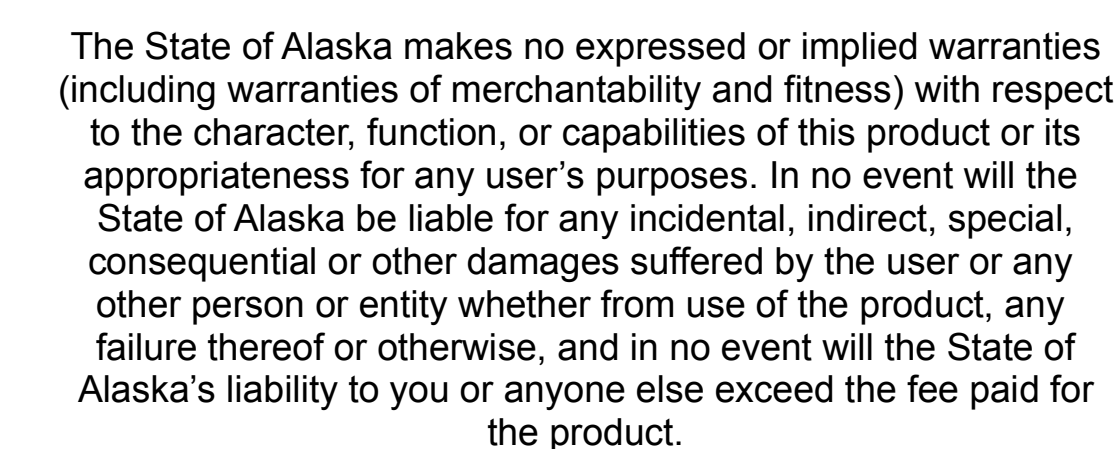 The State of Alaska makes no expressed or implied warranties
(including warranties of merchantability and fitness) with respect
to the character, function, or capabilities of this product or its
appropriateness for any user’s purposes. In no event will the
State of Alaska be liable for any incidental, indirect, special,
consequential or other damages suffered by the user or any
other person or entity whether from use of the product, any
failure thereof or otherwise, and in no event will the State of
Alaska’s liability to you or anyone else exceed the fee paid for
the product.